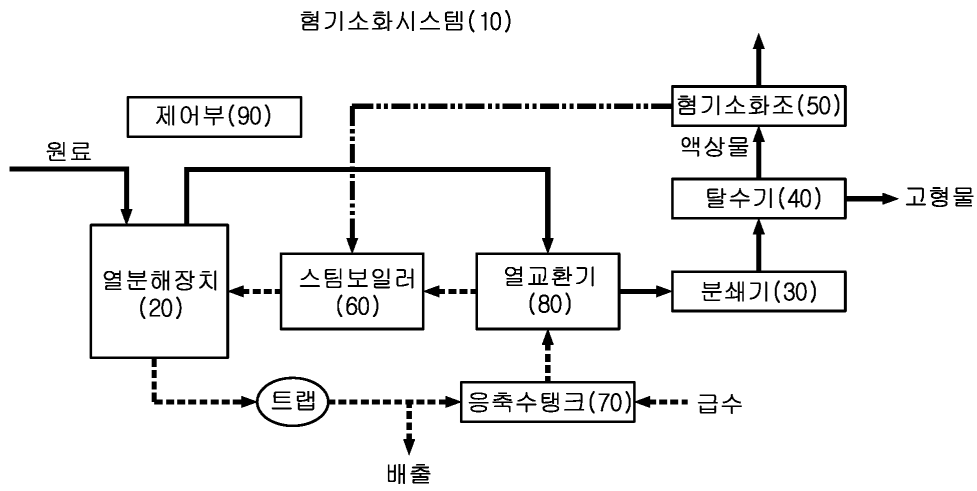 혐기소화시스템(10)
제어부(90)
혐기소화조(50)
원료
액상물
탈수기(40)
고형물
열분해장치
(20)
스팀보일러
(60)
열교환기
(80)
분쇄기(30)
트랩
응축수탱크(70)
급수
배출